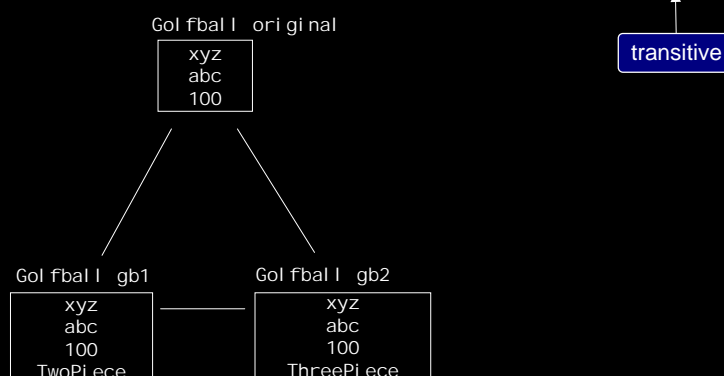 Golfball original
xyz
abc
100
transitive
Golfball gb1
xyz
abc
100
TwoPiece
Golfball gb2
xyz
abc
100
ThreePiece